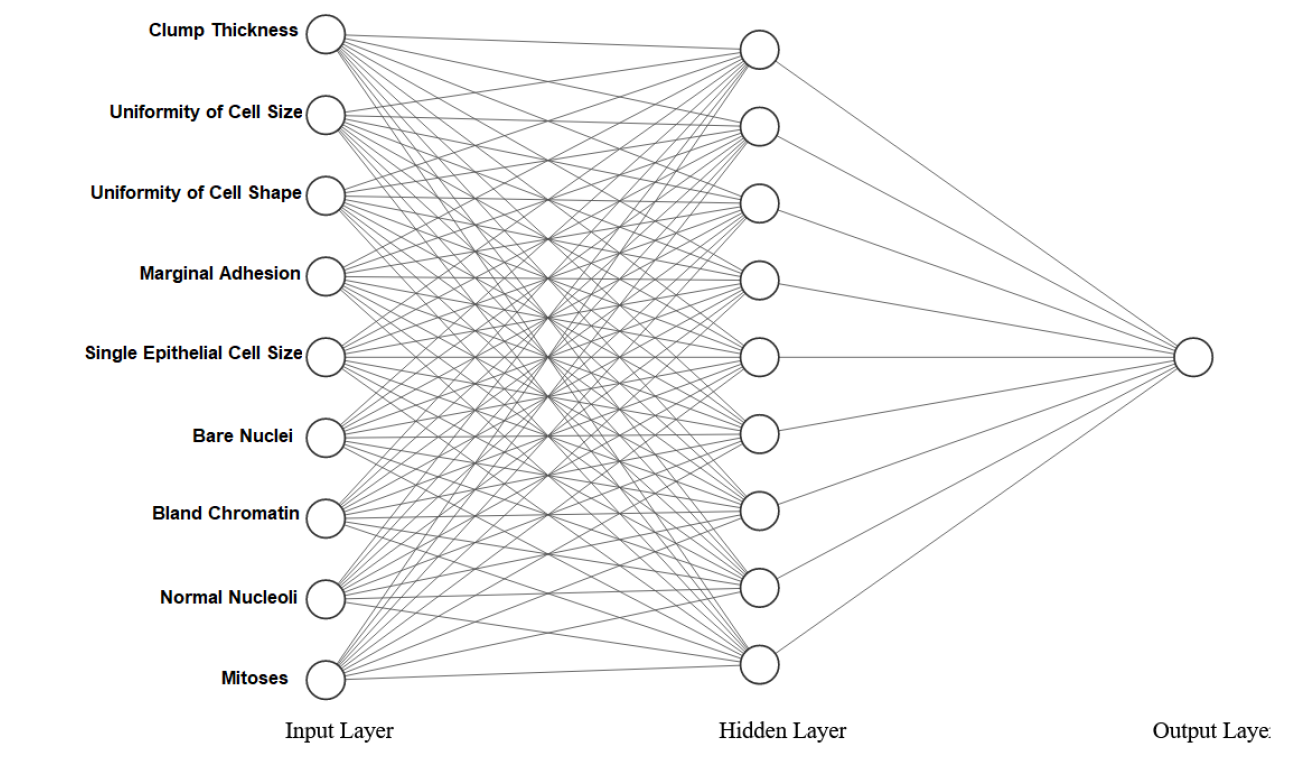 Clump Thickness
Uniformity of Cell Size
Uniformity of Cell Shape
Marginal Adhesion
Single Epithelial Cell Size
Bare Nuclei
Bland Chromatin
Normal Nucleoli
Mitoses
Input Layer Hidden Layer Output Laye